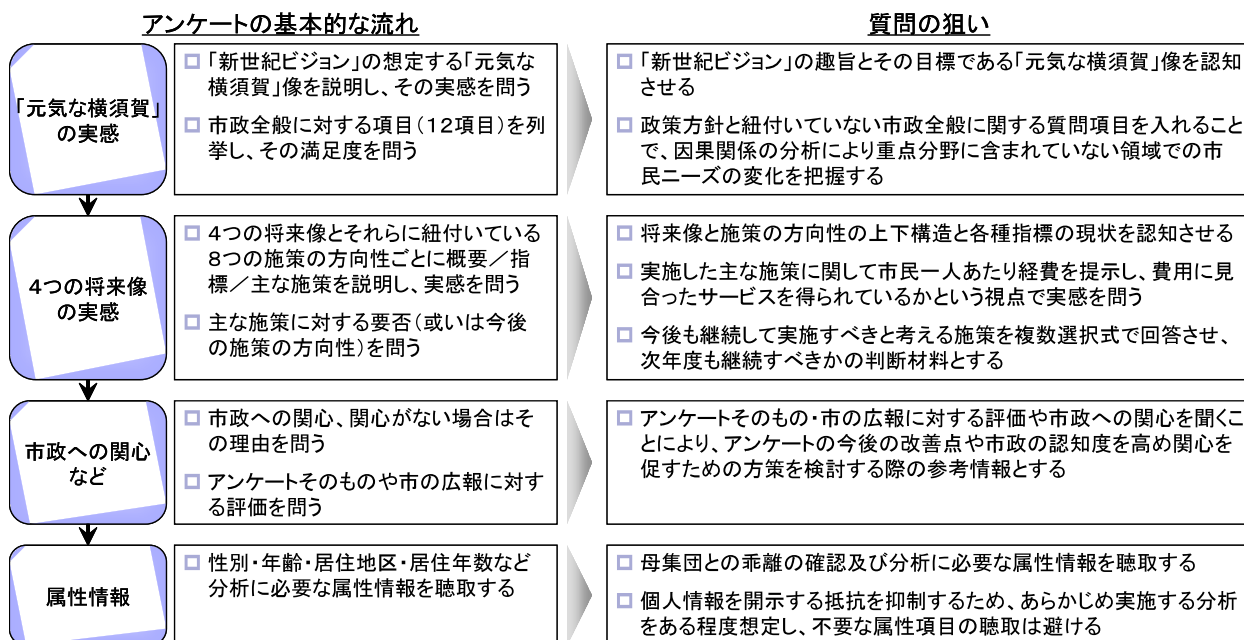 アンケートの基本的な流れ
質問の狙い
「元気な横須賀」
の実感
□ 「新世紀ビジョン」の想定する「元気な
横須賀」像を説明し、その実感を問う
□ 市政全般に対する項目（12項目）を列
挙し、その満足度を問う
□ 「新世紀ビジョン」の趣旨とその目標である「元気な横須賀」像を認知
させる
□ 政策方針と紐付いていない市政全般に関する質問項目を入れること
で、因果関係の分析により重点分野に含まれていない領域での市
民ニーズの変化を把握する
4つの将来像
の実感
□ 4つの将来像とそれらに紐付いている
8つの施策の方向性ごとに概要／指
標／主な施策を説明し、実感を問う
□ 主な施策に対する要否（或いは今後
の施策の方向性）を問う
□ 将来像と施策の方向性の上下構造と各種指標の現状を認知させる
□ 実施した主な施策に関して市民一人あたり経費を提示し、費用に見
合ったサービスを得られているかという視点で実感を問う
□ 今後も継続して実施すべきと考える施策を複数選択式で回答させ、
次年度も継続すべきかの判断材料とする
市政への関心
など
□ 市政への関心、関心がない場合はそ
の理由を問う
□ アンケートそのものや市の広報に対す
る評価を問う
□ アンケートそのもの・市の広報に対する評価や市政への関心を聞くこ
とにより、アンケートの今後の改善点や市政の認知度を高め関心を
促すための方策を検討する際の参考情報とする
属性情報
□ 性別・年齢・居住地区・居住年数など
分析に必要な属性情報を聴取する
□ 母集団との乖離の確認及び分析に必要な属性情報を聴取する
□ 個人情報を開示する抵抗を抑制するため、あらかじめ実施する分析
をある程度想定し、不要な属性項目の聴取は避ける